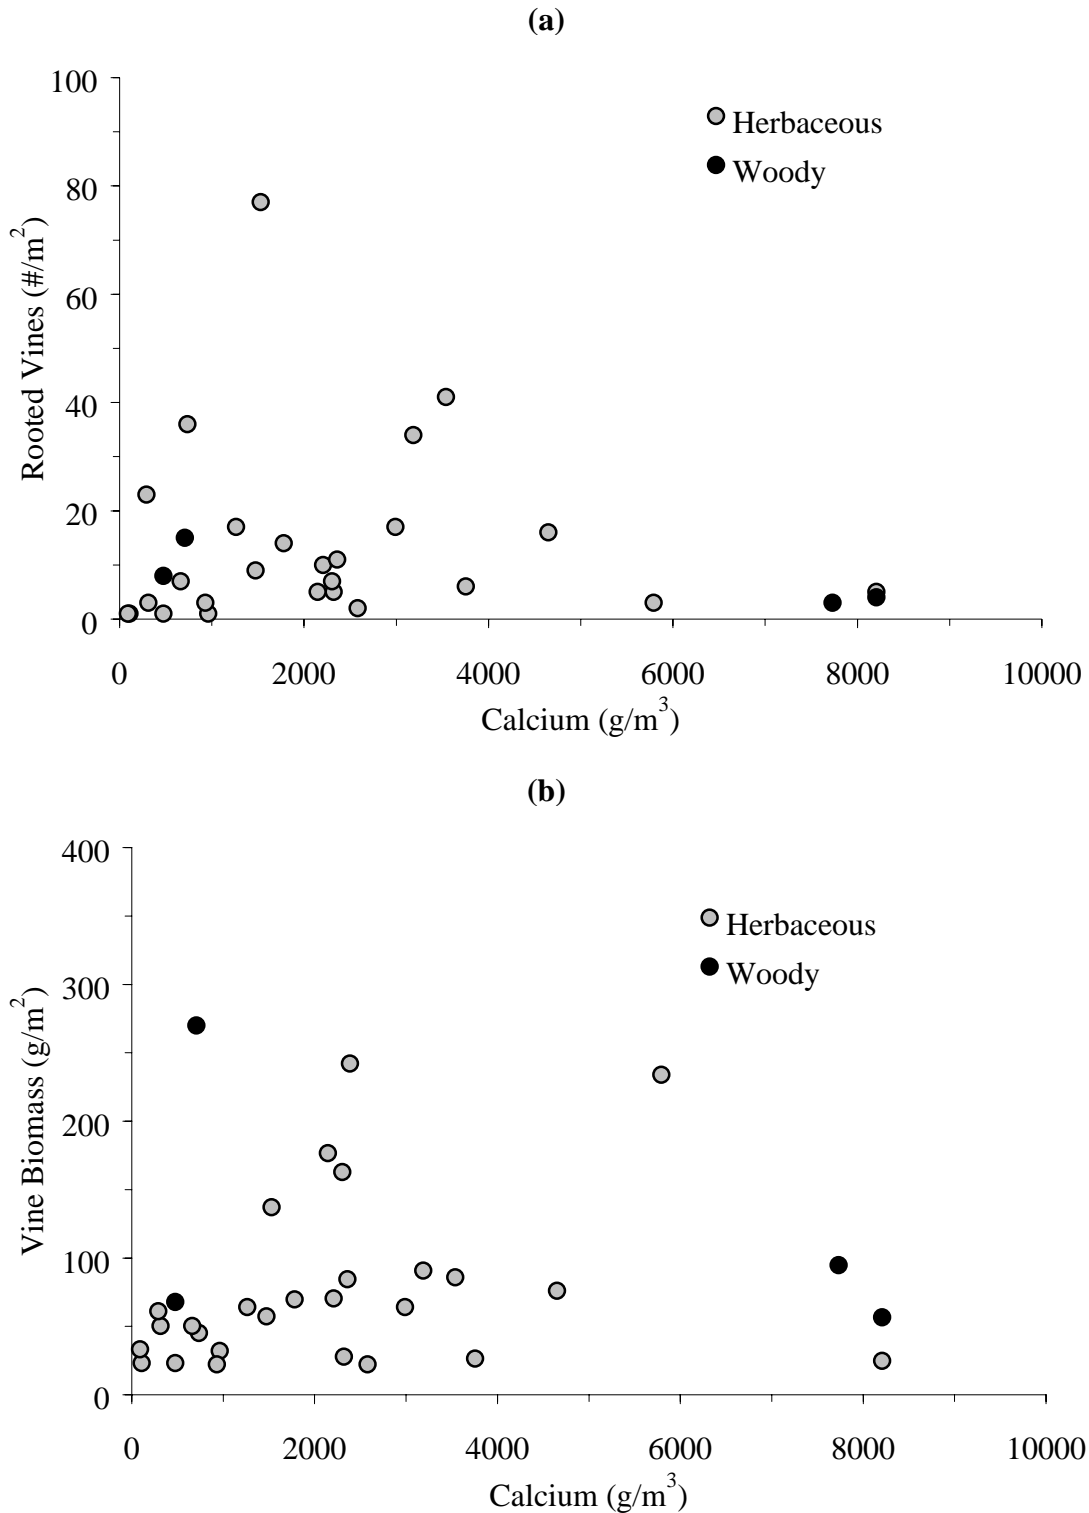 (a)
100
80
60
40
20
0
Rooted Vines (#/m²)
Herbaceous
Woody
0 2000 4000 6000 8000 10000
Calcium (g/m³)
(b)
400
300
200
100
0
Vine Biomass (g/m²)
Herbaceous
Woody
0 2000 4000 6000 8000 10000
Calcium (g/m³)